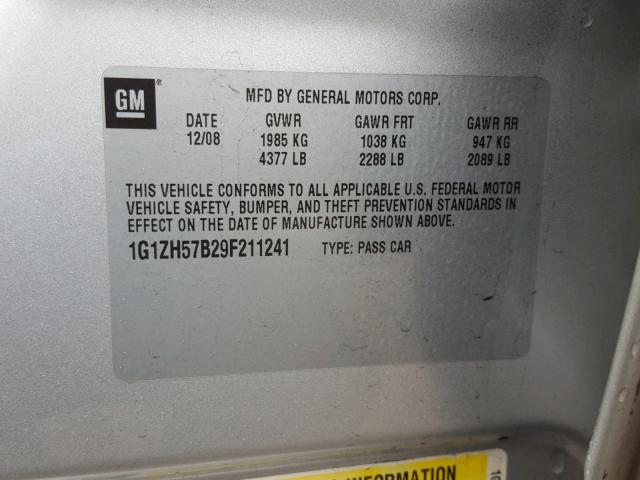 GM ® MFD BY GENERAL MOTORS CORP.
DATE GVWR GAWR FRT GAWR RR
12/08 1985 KG 1038 KG 947 KG
4377 LB 2288 LB 2089 LB
THIS VEHICLE CONFORMS TO ALL APPLICABLE U.S. FEDERAL MOTOR
VEHICLE SAFETY, BUMPER, AND THEFT PREVENTION STANDARDS IN
EFFECT ON THE DATE OF MANUFACTURE SHOWN ABOVE.
1G1ZH57B29F211241 TYPE: PASS CAR
INFORMATION